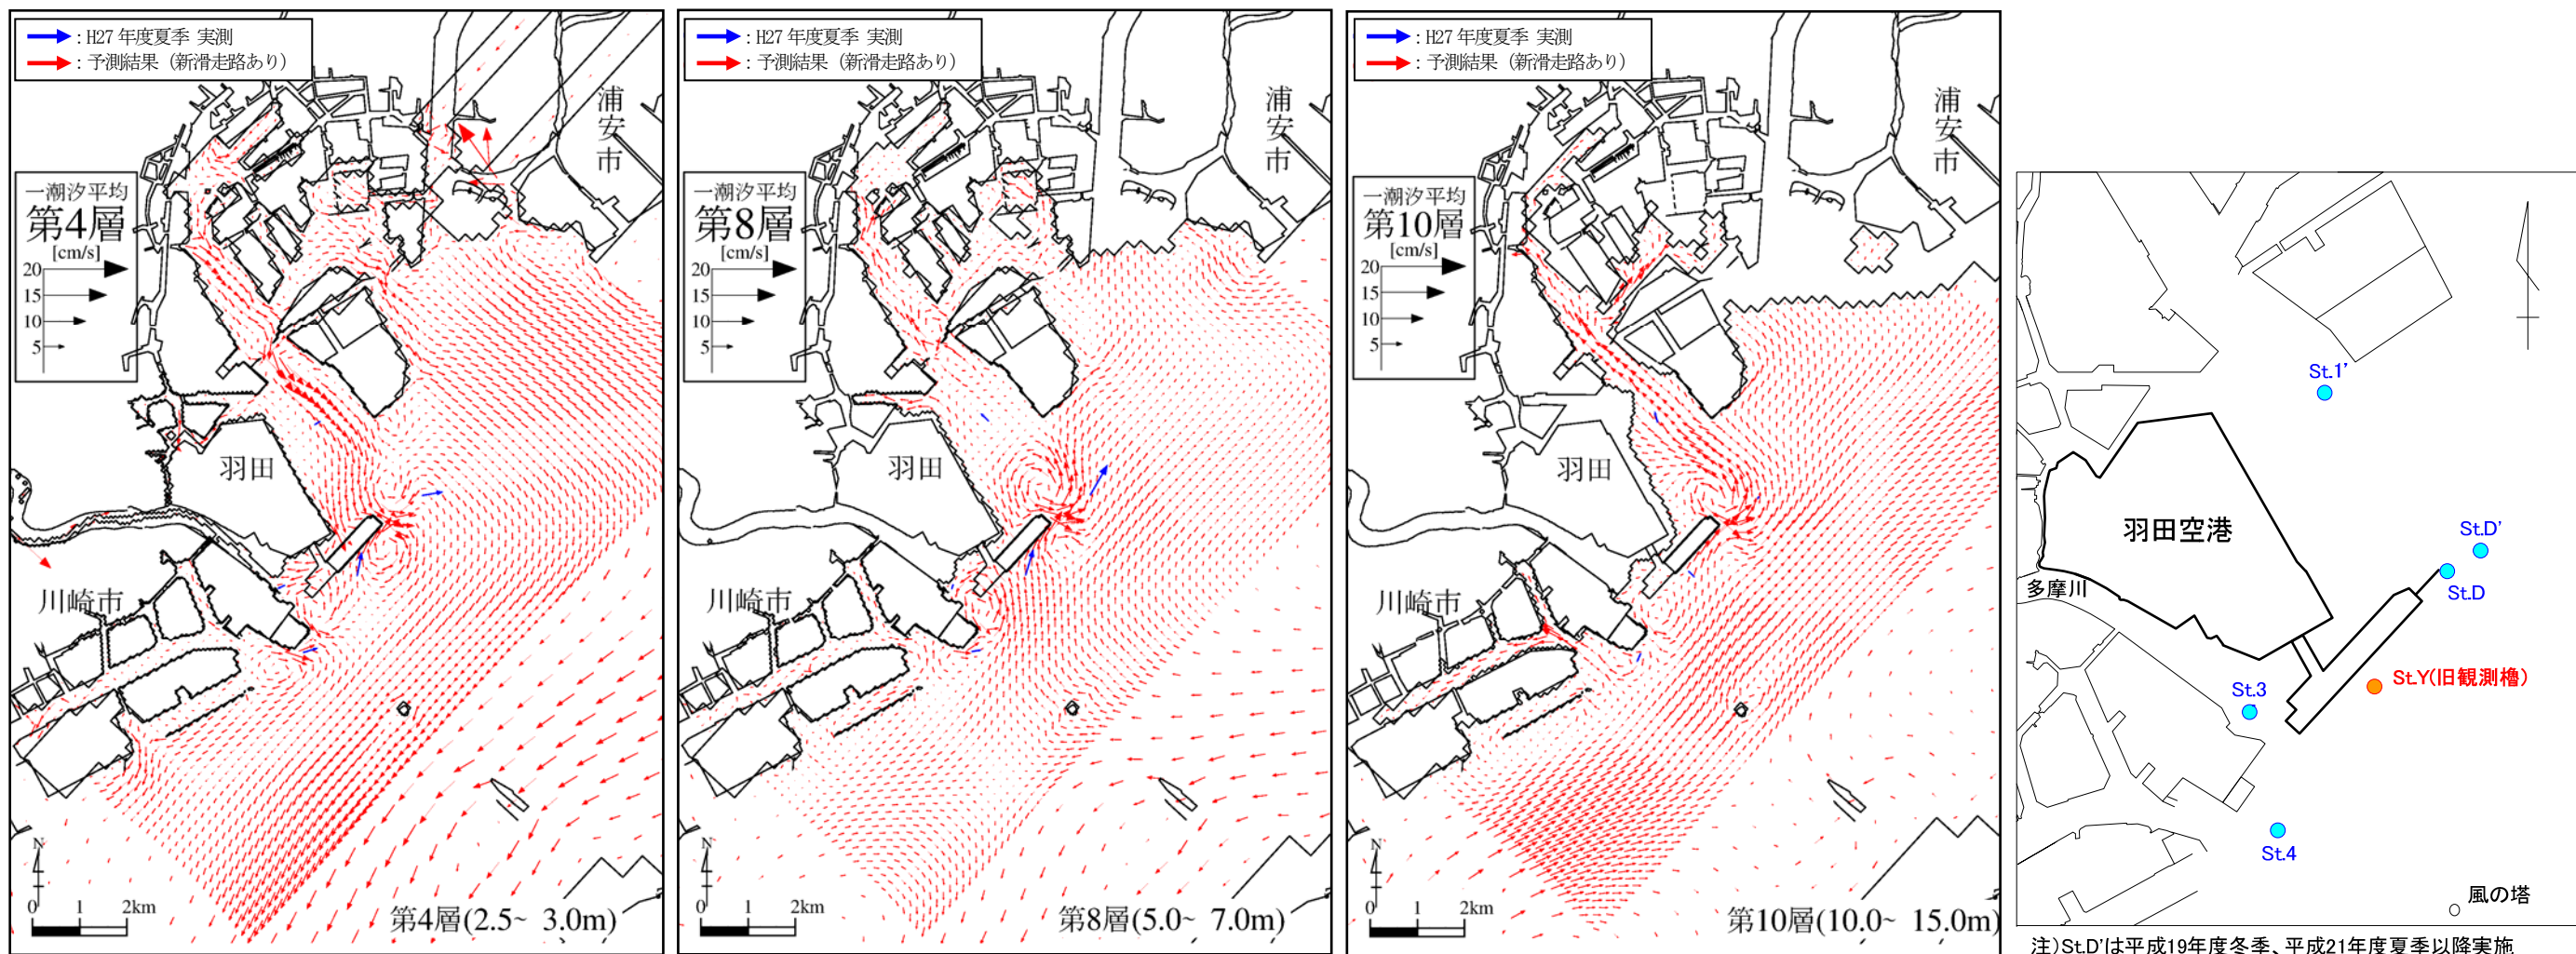 : H27 年度夏季 実測
: 予測結果 (新滑走路あり)
浦安市
一潮汐平均
第4層
[cm/s]
20
15
10
5
羽田
川崎市
N
0 1 2km
第4層(2.5~ 3.0m)
: H27 年度夏季 実測
: 予測結果 (新滑走路あり)
浦安市
一潮汐平均
第8層
[cm/s]
20
15
10
5
羽田
川崎市
N
0 1 2km
第8層(5.0~ 7.0m)
: H27 年度夏季 実測
: 予測結果 (新滑走路あり)
浦安市
一潮汐平均
第10層
[cm/s]
20
15
10
5
羽田
川崎市
N
0 1 2km
第10層(10.0~ 15.0m)
St.1'
羽田空港
St.D'
St.D
多摩川
St.Y(旧観測櫓)
St.3
St.4
風の塔
注)St.D'は平成19年度冬季、平成21年度夏季以降実施